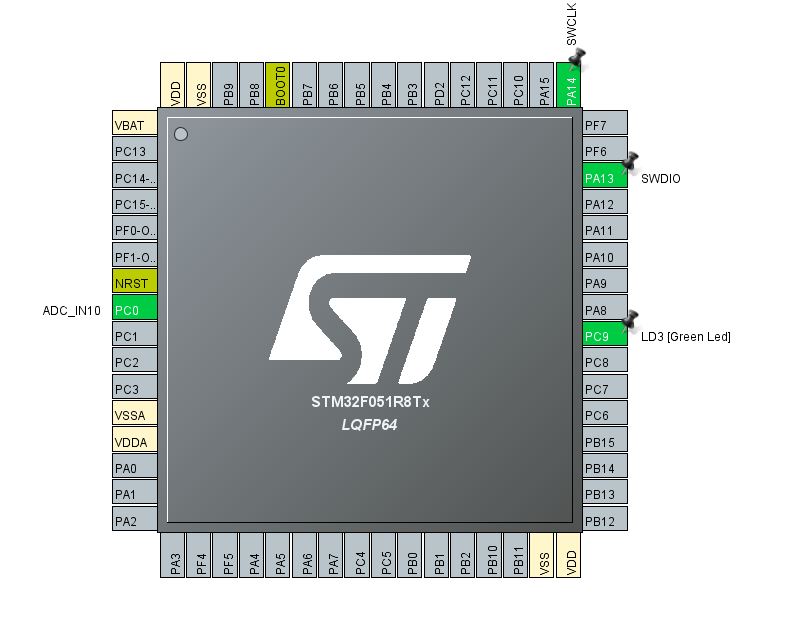 SWCLK
VDD
VSS
PB9
PB8
BOOT0
PB7
PB6
PB5
PB4
PB3
PD2
PC12
PC11
PC10
PA15
PA14
VBAT
PC13
PC14-..
PC15-..
PF0-O..
PF1-O..
NRST
ADC_IN10 PC0
PC1
PC2
PC3
VSSA
VDDA
PA0
PA1
PA2
ST
STM32F051R8Tx
LQFP64
PF7
PF6
PA13 SWDIO
PA12
PA11
PA10
PA9
PA8
PC9 LD3 [Green Led]
PC8
PC7
PC6
PB15
PB14
PB13
PB12
PA3
PF4
PF5
PA4
PA5
PA6
PA7
PC4
PC5
PB0
PB1
PB2
PB10
PB11
VSS
VDD